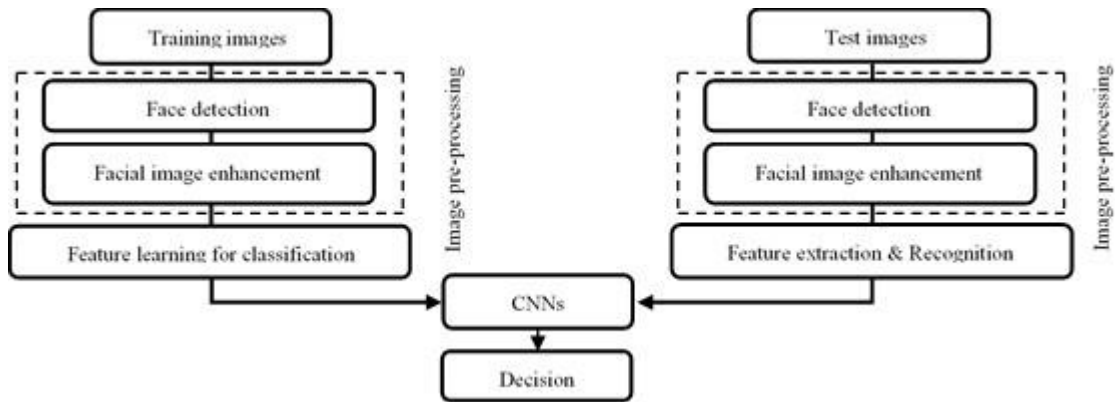 Training images
Face detection
Facial image enhancement
Image pre-processing
Feature learning for classification
Test images
Face detection
Facial image enhancement
Image pre-processing
Feature extraction & Recognition
CNNs
Decision